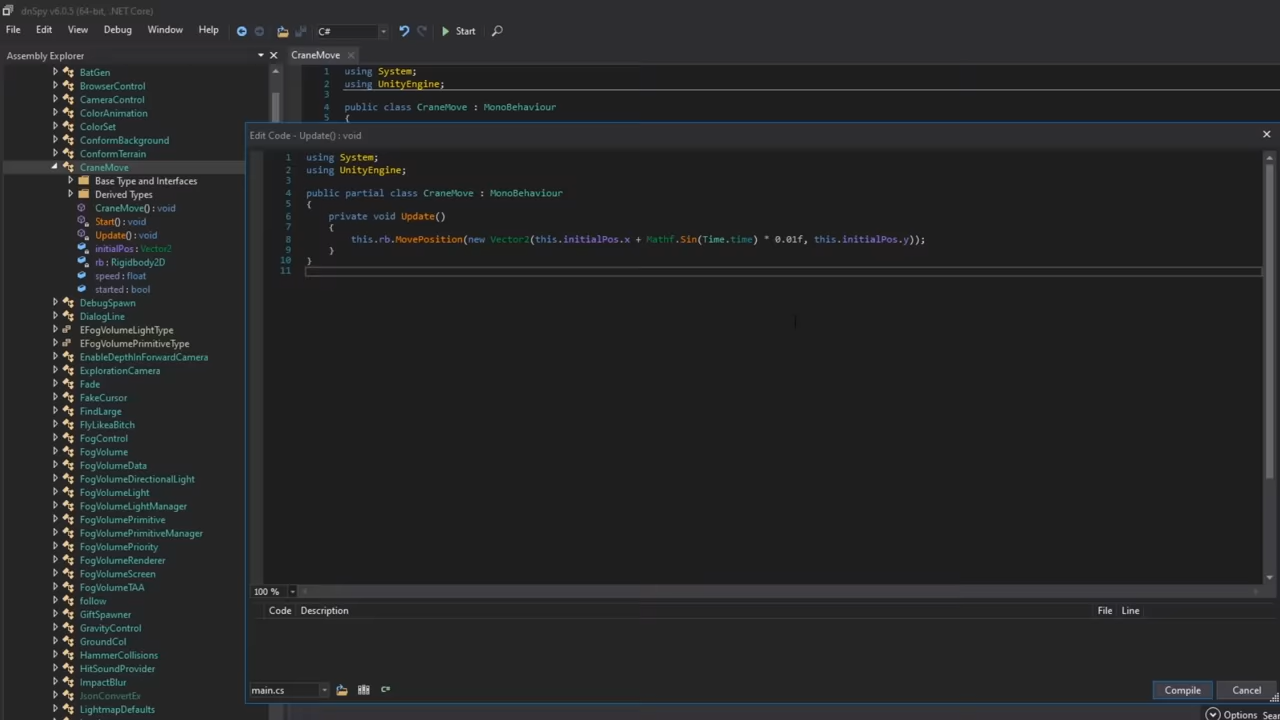 dnSpy v6.0.5 (64-bit, .NET Core)
File Edit View Debug Window Help C# Start
Assembly Explorer
CraneMove
BatGen
BrowserControl
CameraControl
ColorAnimation
ColorSet
ConformBackground
ConformTerrain
CraneMove
Base Type and Interfaces
Derived Types
CraneMove() : void
Start() : void
Update() : void
initialPos : Vector2
rb : Rigidbody2D
speed : float
started : bool
DebugSpawn
DialogLine
EFogVolumeLightType
EFogVolumePrimitiveType
EnableDepthInForwardCamera
ExplorationCamera
Fade
FakeCursor
FindLarge
FlyLikeaBitch
FogControl
FogVolume
FogVolumeData
FogVolumeDirectionalLight
FogVolumeLight
FogVolumeLightManager
FogVolumePrimitive
FogVolumePrimitiveManager
FogVolumePriority
FogVolumeRenderer
FogVolumeScreen
FogVolumeTAA
follow
GiftSpawner
GravityControl
GroundCol
HammerCollisions
HitSoundProvider
ImpactBlur
JsonConvertEx
LightmapDefaults
1 using System;
2 using UnityEngine;
3
4 public class CraneMove : MonoBehaviour
5 {
Edit Code - Update() : void
1 using System;
2 using UnityEngine;
3
4 public partial class CraneMove : MonoBehaviour
5 {
6 private void Update()
7 {
8 this.rb.MovePosition(new Vector2(this.initialPos.x + Mathf.Sin(Time.time) * 0.01f, this.initialPos.y));
9 }
10 }
11
100 %
Code Description File Line
main.cs C# Compile Cancel
Options Sear